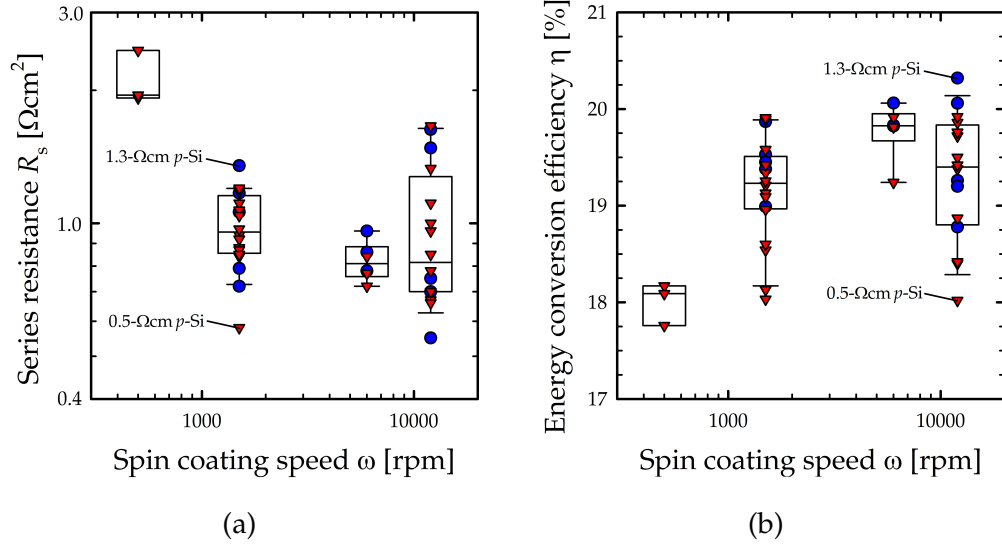 3.0
1.0
0.4
Series resistance Rs [Ωcm²]
1.3-Ωcm p-Si
0.5-Ωcm p-Si
1000
10000
Spin coating speed ω [rpm]
(a)
21
20
19
18
17
Energy conversion efficiency η [%]
1.3-Ωcm p-Si
0.5-Ωcm p-Si
1000
10000
Spin coating speed ω [rpm]
(b)